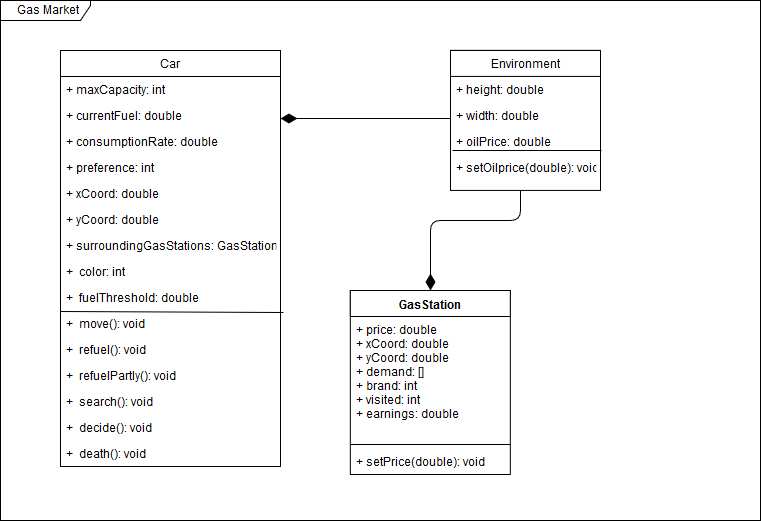 Gas Market
Car
+ maxCapacity: int
+ currentFuel: double
+ consumptionRate: double
+ preference: int
+ xCoord: double
+ yCoord: double
+ surroundingGasStations: GasStation
+ color: int
+ fuelThreshold: double
+ move(): void
+ refuel(): void
+ refuelPartly(): void
+ search(): void
+ decide(): void
+ death(): void
Environment
+ height: double
+ width: double
+ oilPrice: double
+ setOilprice(double): void
GasStation
+ price: double
+ xCoord: double
+ yCoord: double
+ demand: []
+ brand: int
+ visited: int
+ earnings: double
+ setPrice(double): void